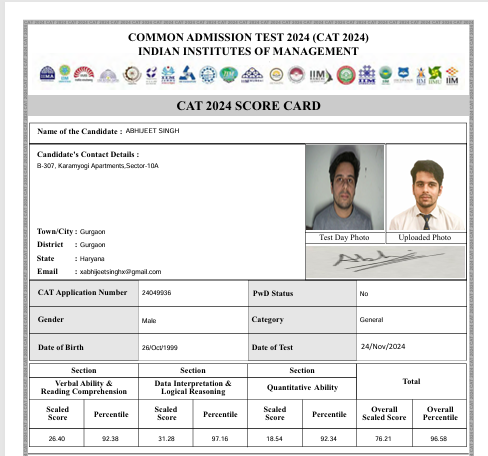 COMMON ADMISSION TEST 2024 (CAT 2024)
INDIAN INSTITUTES OF MANAGEMENT
CAT 2024 SCORE CARD
Name of the Candidate : ABHIJEET SINGH
Candidate's Contact Details :
B-307, Karamyogi Apartments,Sector-10A
Town/City : Gurgaon
District : Gurgaon
State : Haryana
Email : xabhijeetsinghx@gmail.com
Test Day Photo Uploaded Photo
CAT Application Number 24049936 PwD Status No
Gender Male Category General
Date of Birth 26/Oct/1999 Date of Test 24/Nov/2024
Section Section Section Total
Verbal Ability & Reading Comprehension Data Interpretation & Logical Reasoning Quantitative Ability
Scaled Score Percentile Scaled Score Percentile Scaled Score Percentile Overall Scaled Score Overall Percentile
26.40 92.38 31.28 97.16 18.54 92.34 76.21 96.58